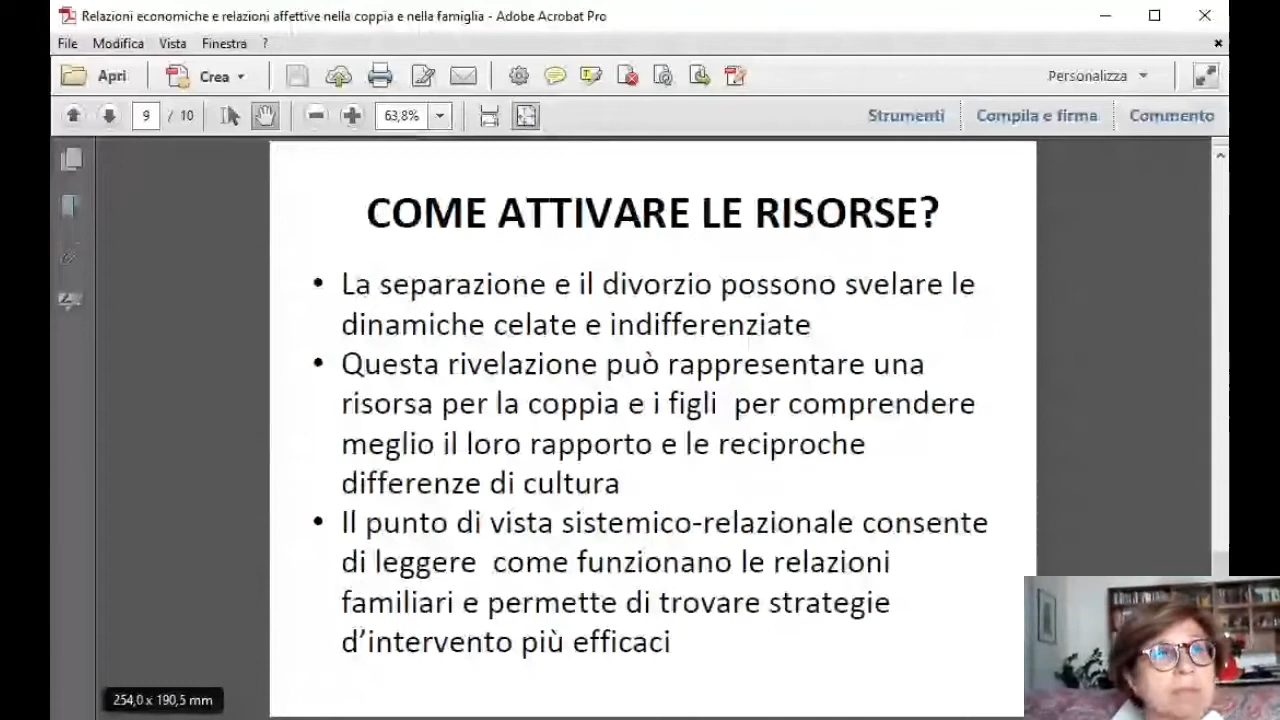 Relazioni economiche e relazioni affettive nella coppia e nella famiglia - Adobe Acrobat Pro
File Modifica Vista Finestra ?
Apri Crea Personalizza
9 / 10 63,8% Strumenti Compila e firma Commento
COME ATTIVARE LE RISORSE?
• La separazione e il divorzio possono svelare le
dinamiche celate e indifferenziate
• Questa rivelazione può rappresentare una
risorsa per la coppia e i figli per comprendere
meglio il loro rapporto e le reciproche
differenze di cultura
• Il punto di vista sistemico-relazionale consente
di leggere come funzionano le relazioni
familiari e permette di trovare strategie
d'intervento più efficaci
254,0 x 190,5 mm